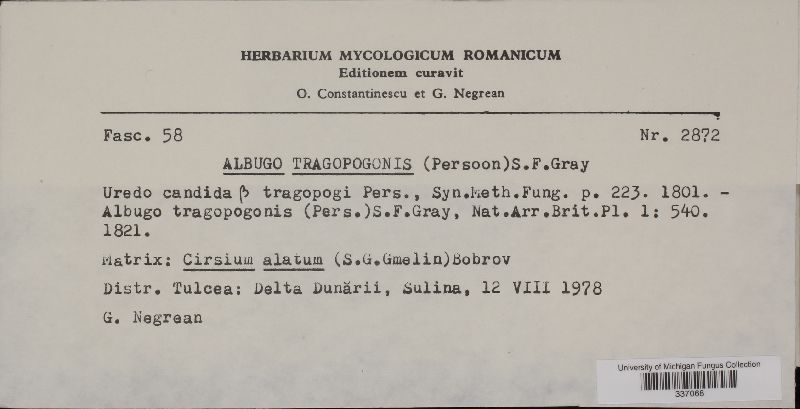 HERBARIUM MYCOLOGICUM ROMANICUM
Editionem curavit
O. Constantinescu et G. Negrean
Fasc. 58 Nr. 2872
ALBUGO TRAGOPOGONIS (Persoon)S.F.Gray
Uredo candida β tragopogi Pers., Syn.Meth.Fung. p. 223. 1801. -
Albugo tragopogonis (Pers.)S.F.Gray, Nat.Arr.Brit.Pl. 1: 540.
1821.
Matrix: Cirsium alatum (S.G.Gmelin)Bobrov
Distr. Tulcea: Delta Dunării, Sulina, 12 VIII 1978
G. Negrean
University of Michigan Fungus Collection
337066